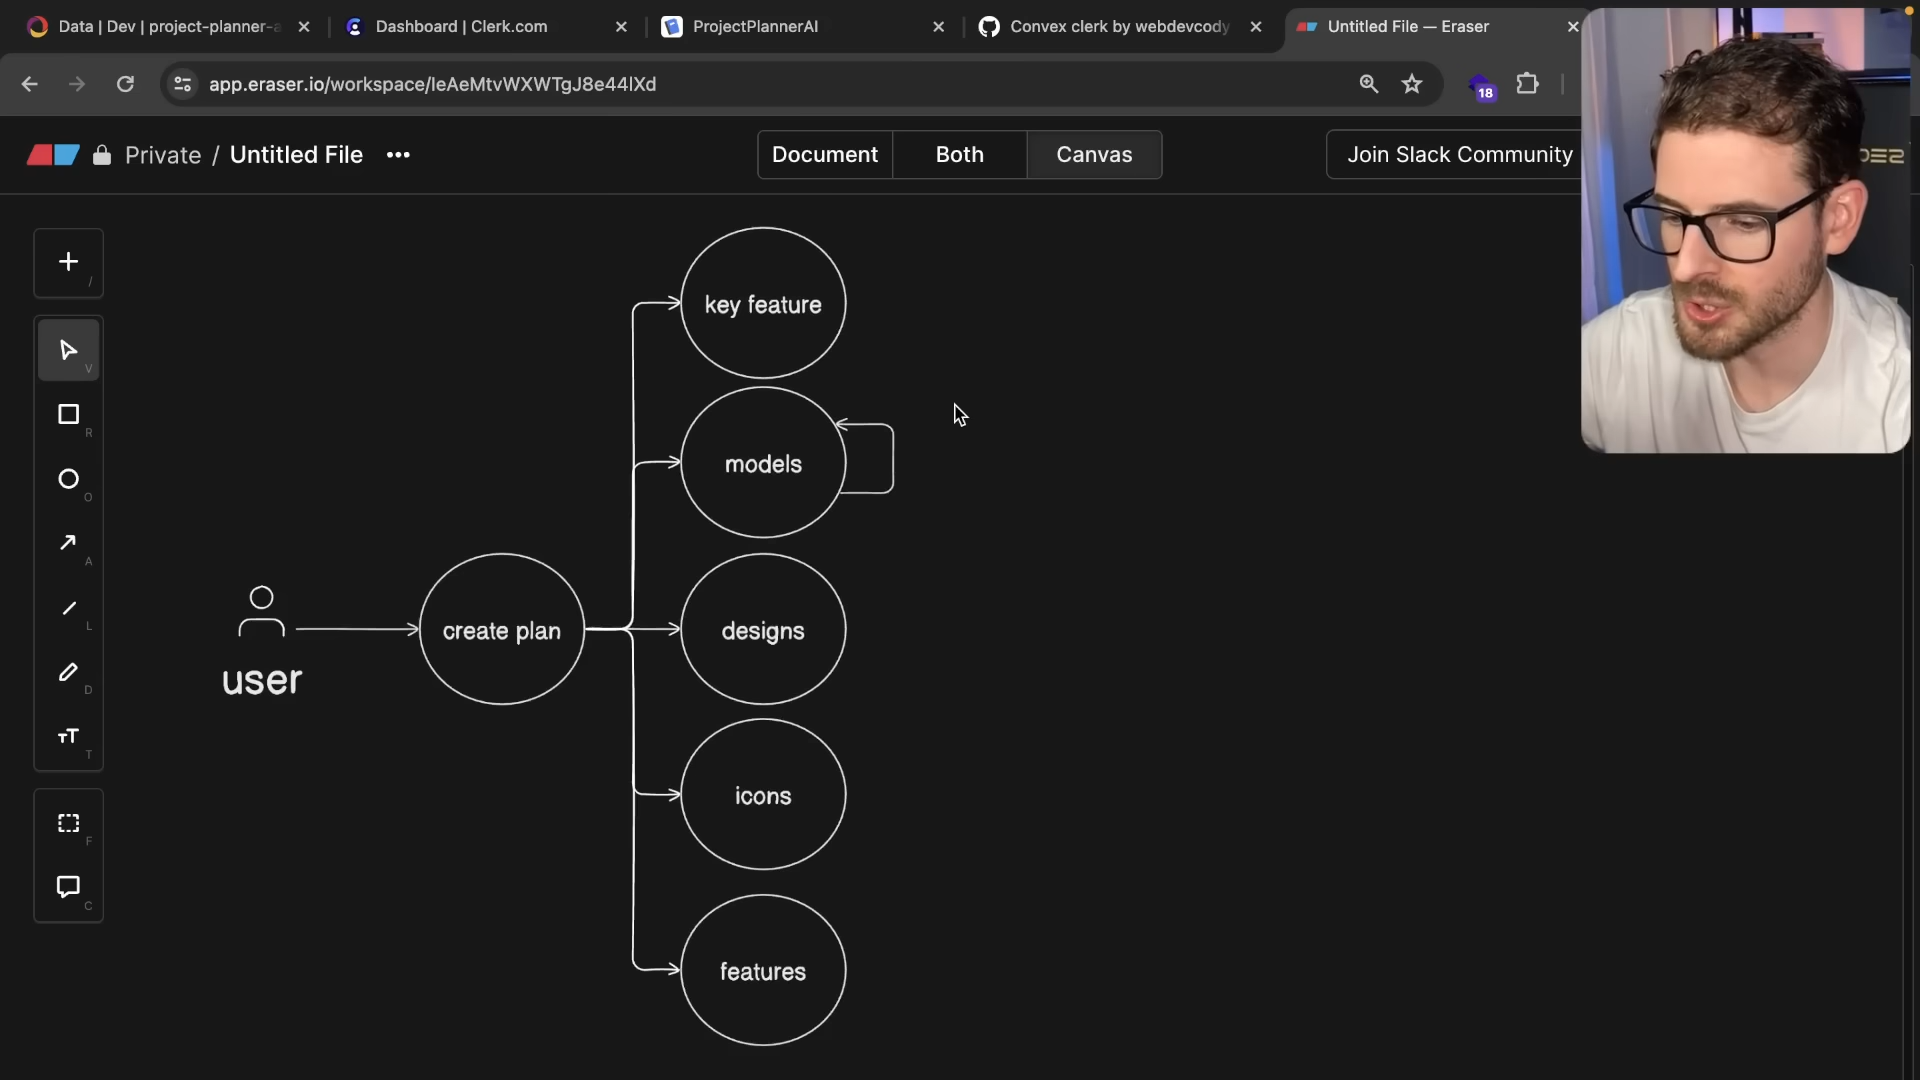 Data | Dev | project-planner-a
Dashboard | Clerk.com
ProjectPlannerAI
Convex clerk by webdevcody
Untitled File — Eraser
app.eraser.io/workspace/leAeMtvWXWTgJ8e44lXd
18
Private / Untitled File
Document
Both
Canvas
Join Slack Community
/
V
R
O
A
L
D
T
F
C
key feature
models
create plan
designs
user
icons
features